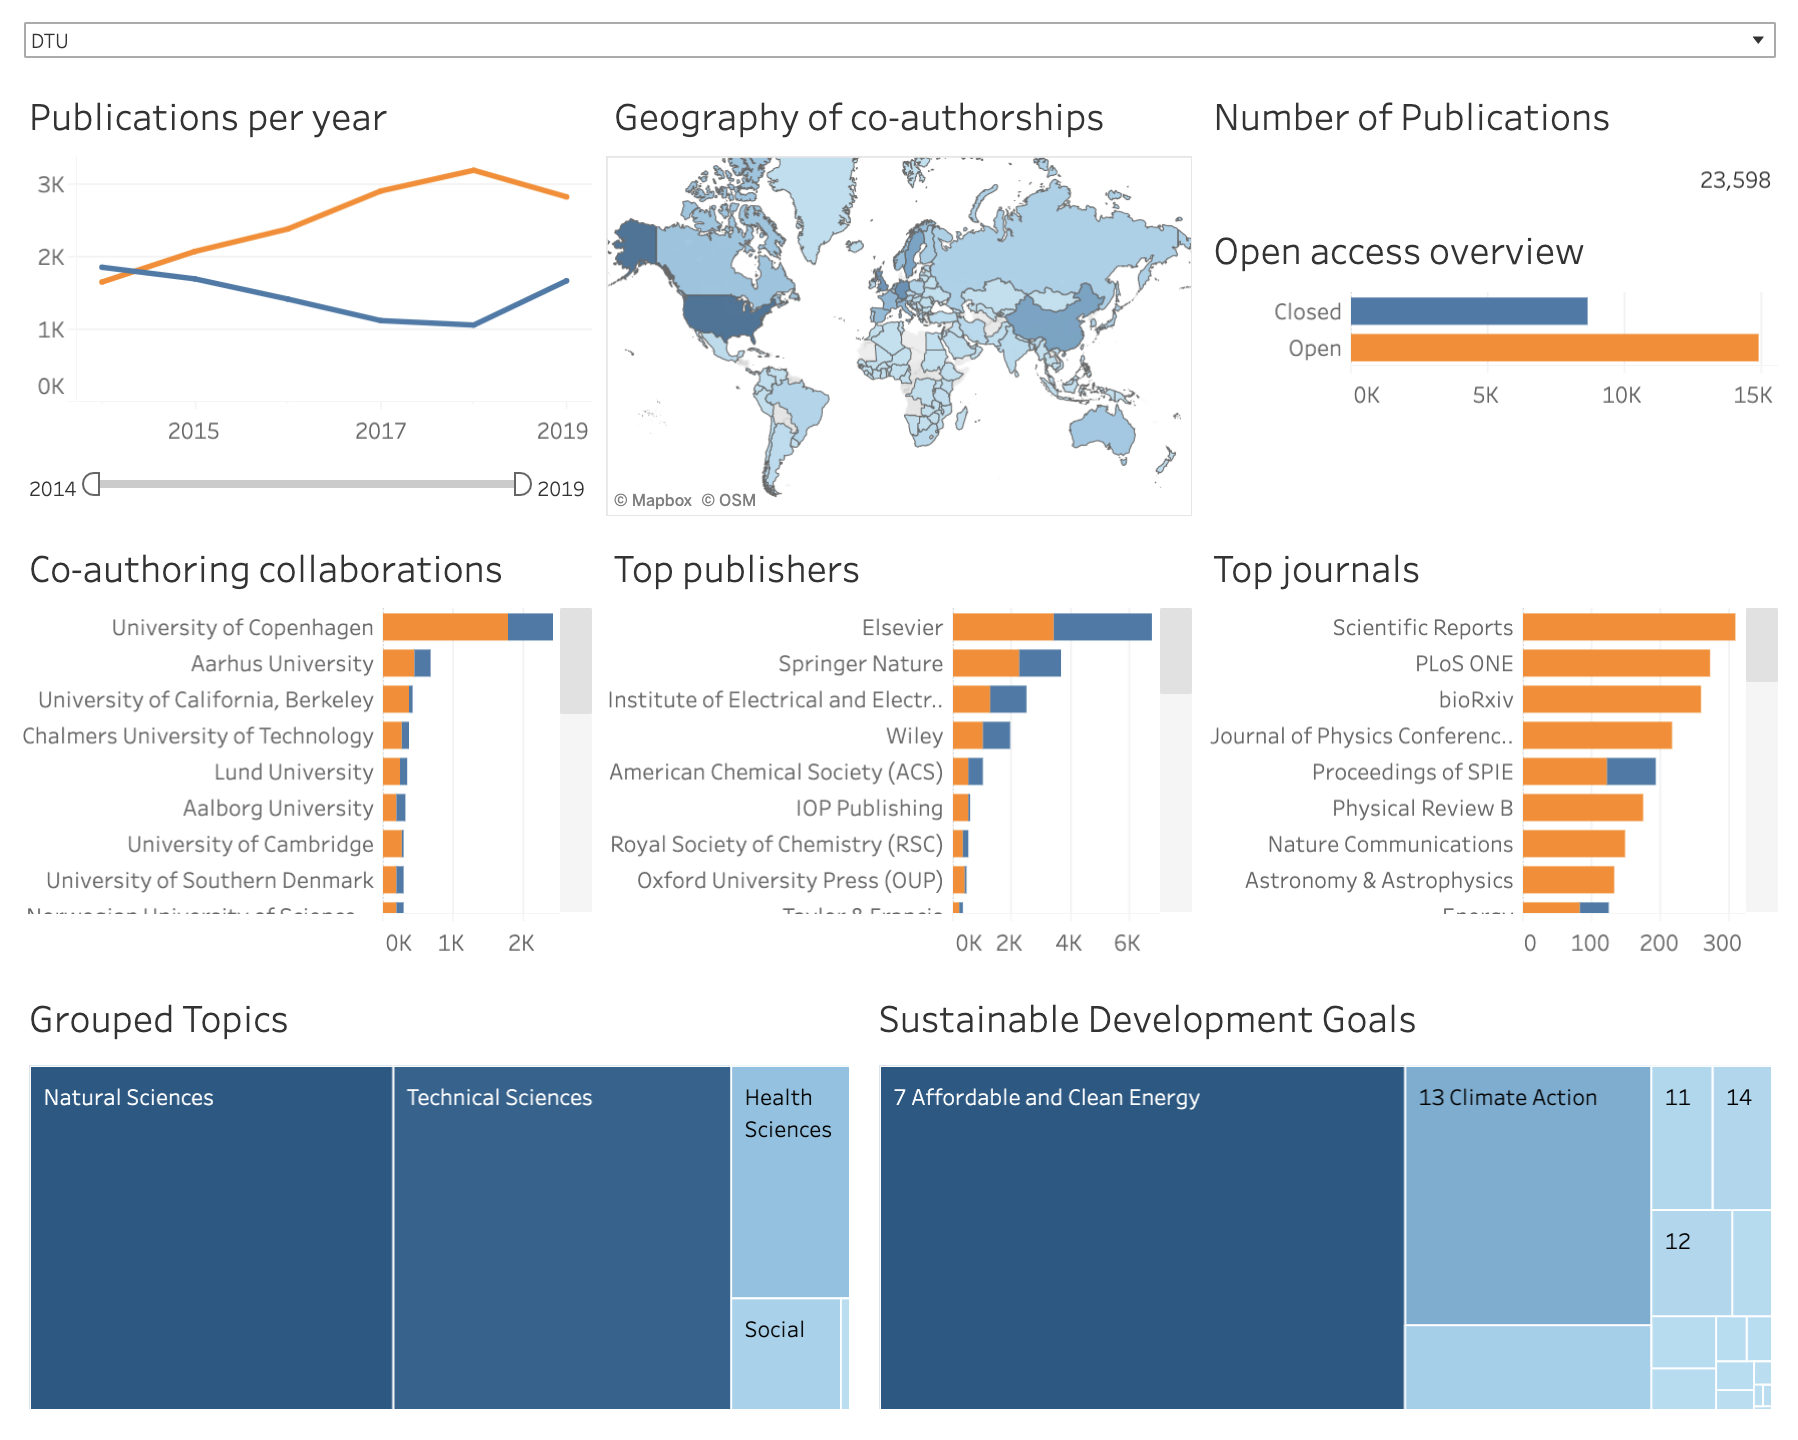 DTU
Publications per year
3K
2K
1K
0K
2015 2017 2019
2014 2019
Geography of co-authorships
© Mapbox © OSM
Number of Publications
23,598
Open access overview
Closed
Open
0K 5K 10K 15K
Co-authoring collaborations
University of Copenhagen
Aarhus University
University of California, Berkeley
Chalmers University of Technology
Lund University
Aalborg University
University of Cambridge
University of Southern Denmark
Norwegian University of Science..
0K 1K 2K
Top publishers
Elsevier
Springer Nature
Institute of Electrical and Electr..
Wiley
American Chemical Society (ACS)
IOP Publishing
Royal Society of Chemistry (RSC)
Oxford University Press (OUP)
Taylor & Francis
0K 2K 4K 6K
Top journals
Scientific Reports
PLoS ONE
bioRxiv
Journal of Physics Conferenc..
Proceedings of SPIE
Physical Review B
Nature Communications
Astronomy & Astrophysics
Energy
0 100 200 300
Grouped Topics
Natural Sciences
Technical Sciences
Health
Sciences
Social
Sustainable Development Goals
7 Affordable and Clean Energy
13 Climate Action
11
14
12